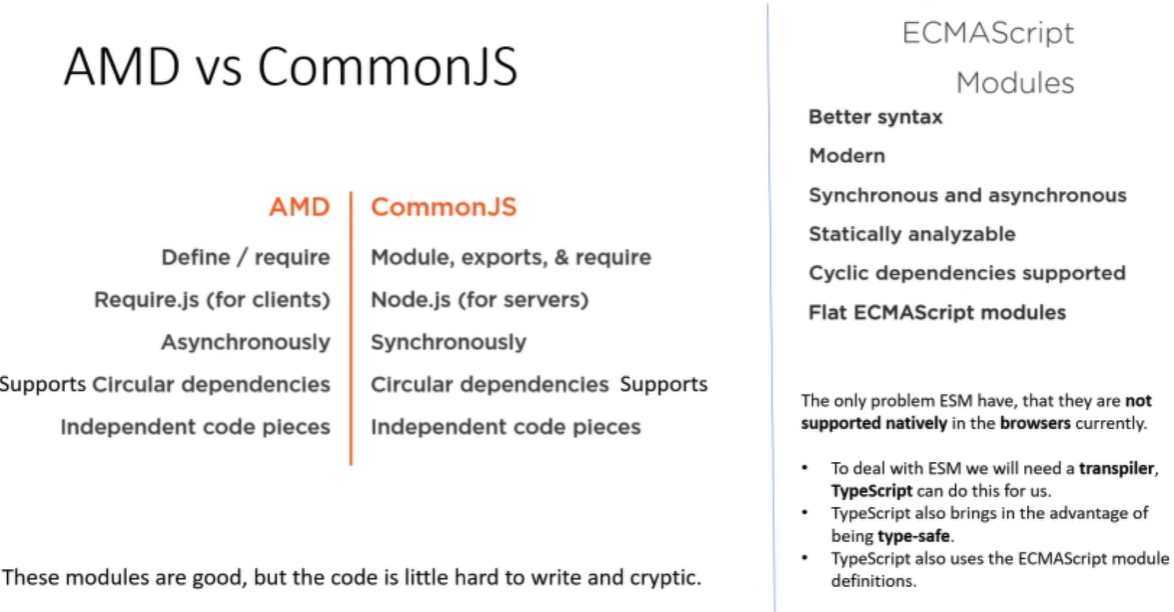 AMD vs CommonJS
AMD CommonJS
Define / require Module, exports, & require
Require.js (for clients) Node.js (for servers)
Asynchronously Synchronously
Supports Circular dependencies Circular dependencies Supports
Independent code pieces Independent code pieces
These modules are good, but the code is little hard to write and cryptic.
ECMAScript
Modules
Better syntax
Modern
Synchronous and asynchronous
Statically analyzable
Cyclic dependencies supported
Flat ECMAScript modules
The only problem ESM have, that they are not
supported natively in the browsers currently.
• To deal with ESM we will need a transpiler,
TypeScript can do this for us.
• TypeScript also brings in the advantage of
being type-safe.
• TypeScript also uses the ECMAScript module
definitions.